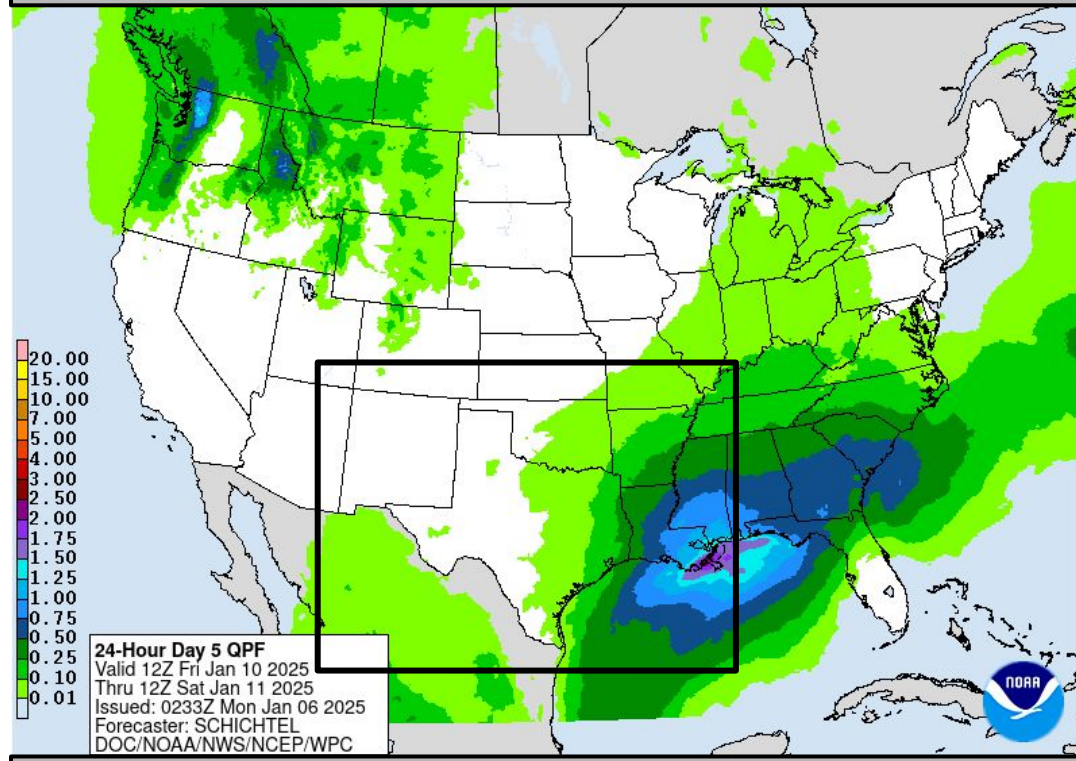 20.00
15.00
10.00
7.00
5.00
4.00
3.00
2.50
2.00
1.75
1.50
1.25
1.00
0.75
0.50
0.25
0.10
0.01
24-Hour Day 5 QPF
Valid 12Z Fri Jan 10 2025
Thru 12Z Sat Jan 11 2025
Issued: 0233Z Mon Jan 06 2025
Forecaster: SCHICHTEL
DOC/NOAA/NWS/NCEP/WPC
NOAA